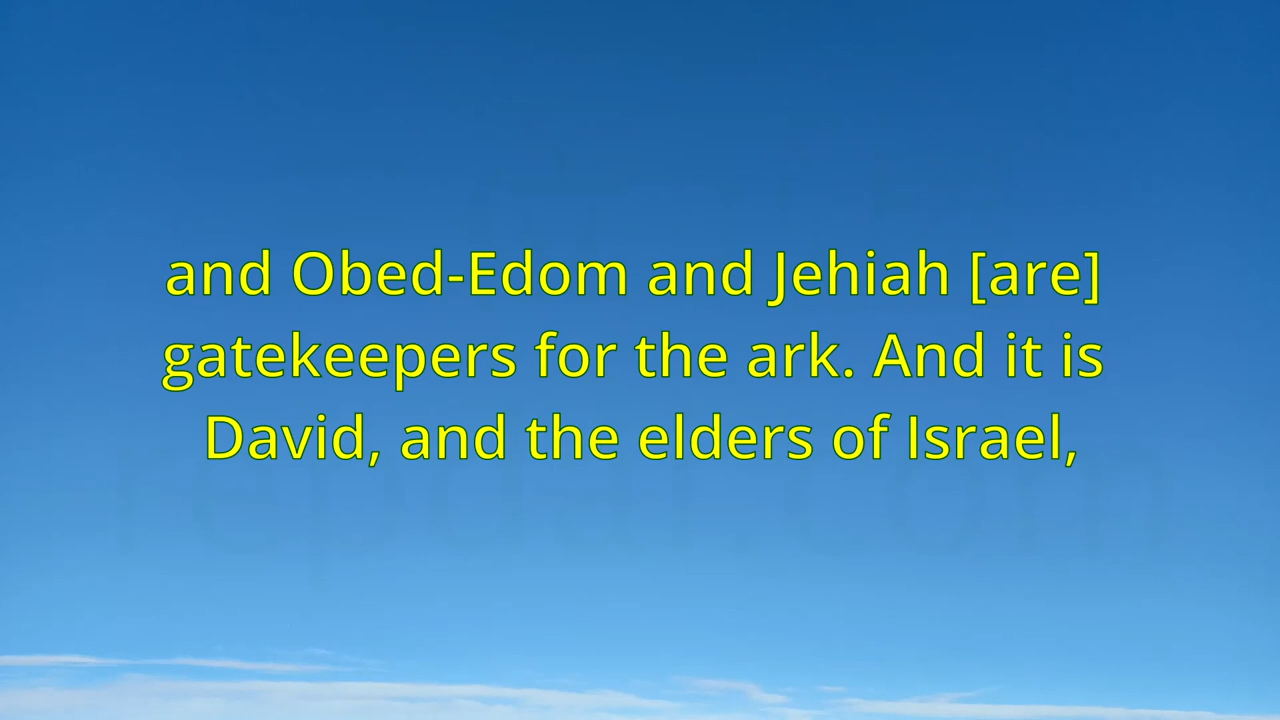 and Obed-Edom and Jehiah [are]
gatekeepers for the ark. And it is
David, and the elders of Israel,